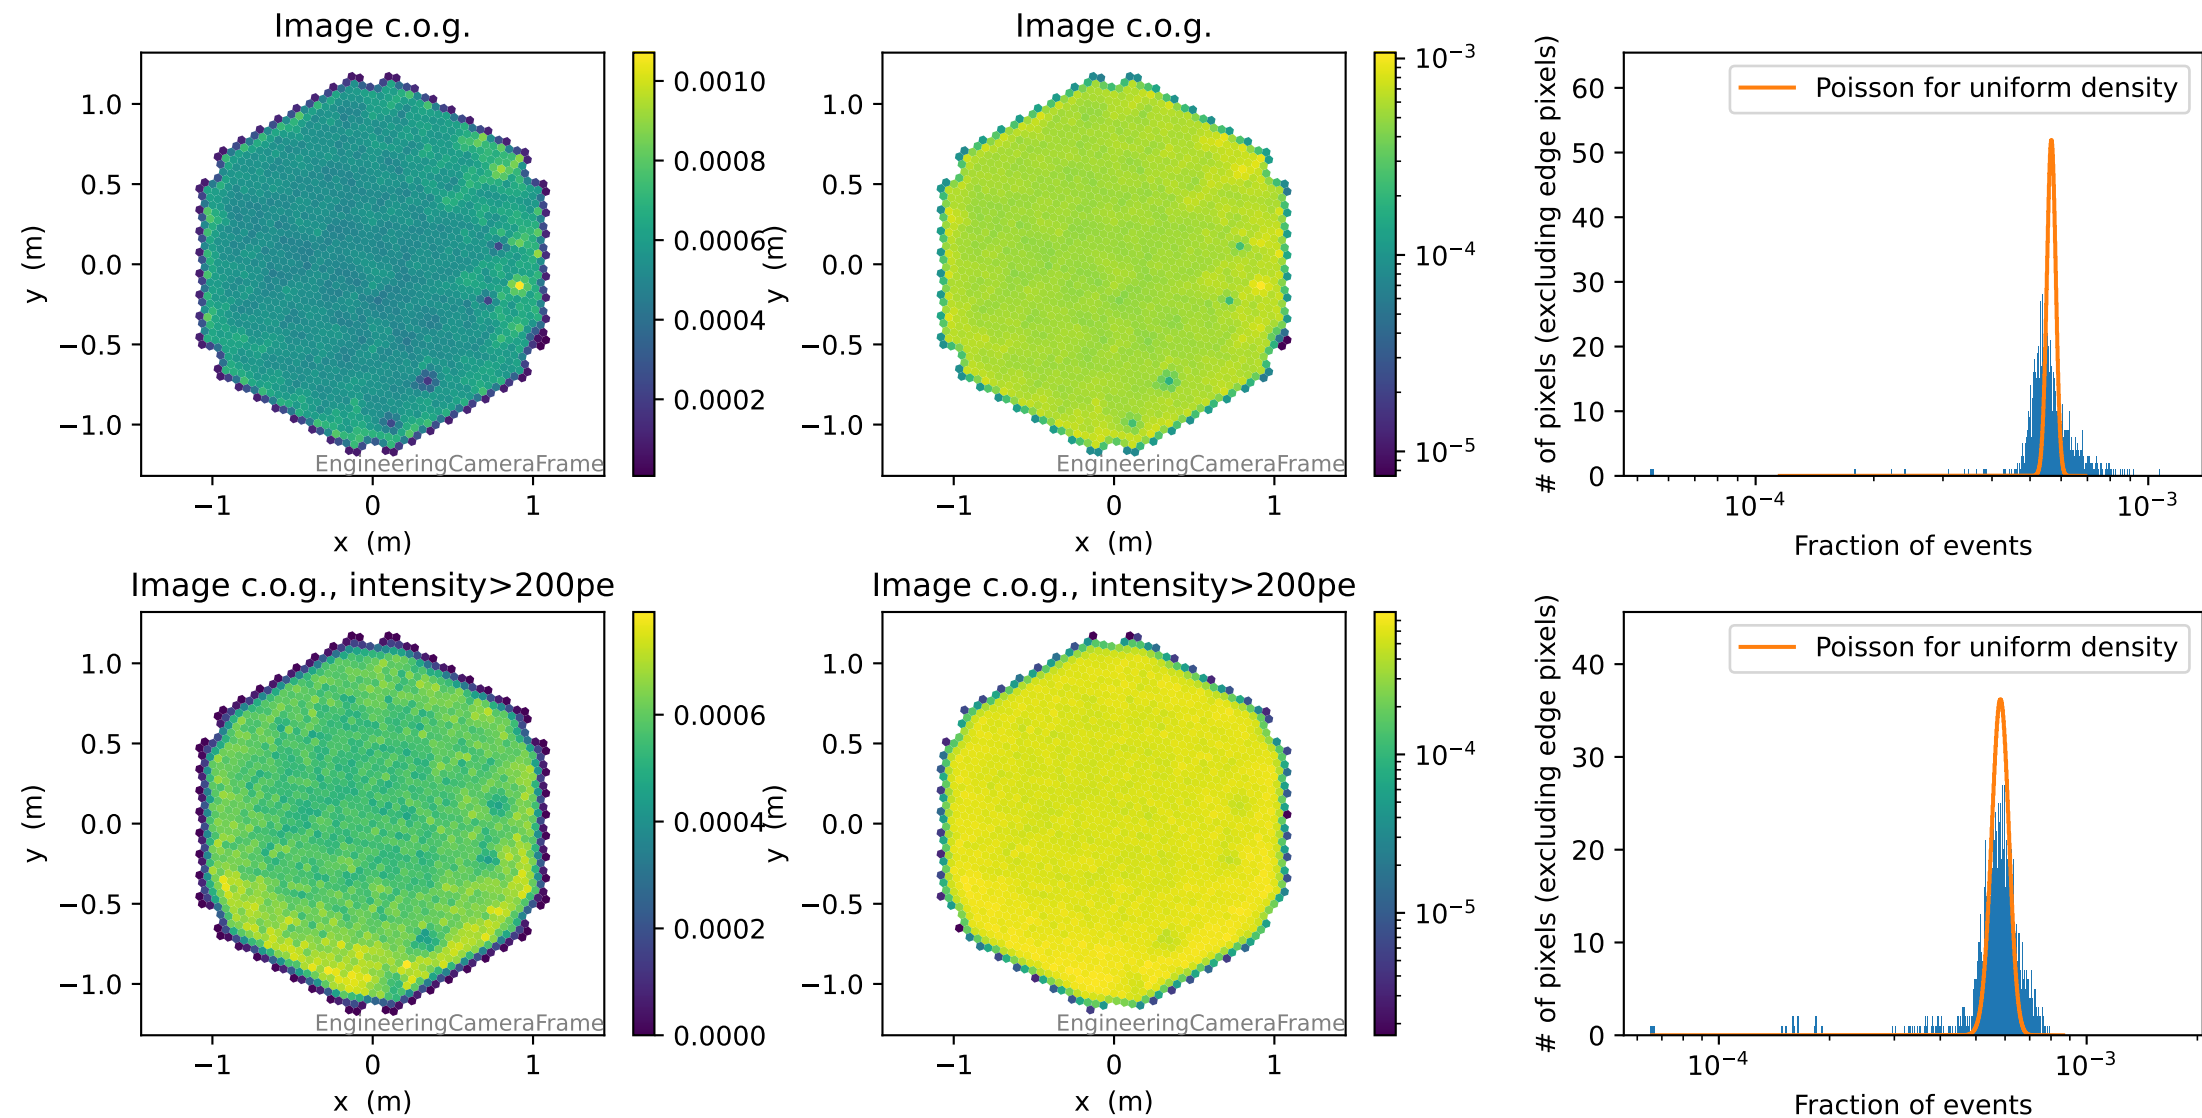 Image c.o.g.
1.0
0.5
0.0
−0.5
−1.0
y (m)
−1
0
1
x (m)
EngineeringCameraFrame
0.0010
0.0008
0.0006
0.0004
0.0002
Image c.o.g.
1.0
0.5
0.0
−0.5
−1.0
y (m)
−1
0
1
x (m)
EngineeringCameraFrame
10⁻³
10⁻⁴
10⁻⁵
Poisson for uniform density
# of pixels (excluding edge pixels)
60
50
40
30
20
10
0
10⁻⁴
10⁻³
Fraction of events
Image c.o.g., intensity>200pe
1.0
0.5
0.0
−0.5
−1.0
y (m)
−1
0
1
x (m)
EngineeringCameraFrame
0.0006
0.0004
0.0002
0.0000
Image c.o.g., intensity>200pe
1.0
0.5
0.0
−0.5
−1.0
y (m)
−1
0
1
x (m)
EngineeringCameraFrame
10⁻⁴
10⁻⁵
Poisson for uniform density
# of pixels (excluding edge pixels)
40
30
20
10
0
10⁻⁴
10⁻³
Fraction of events